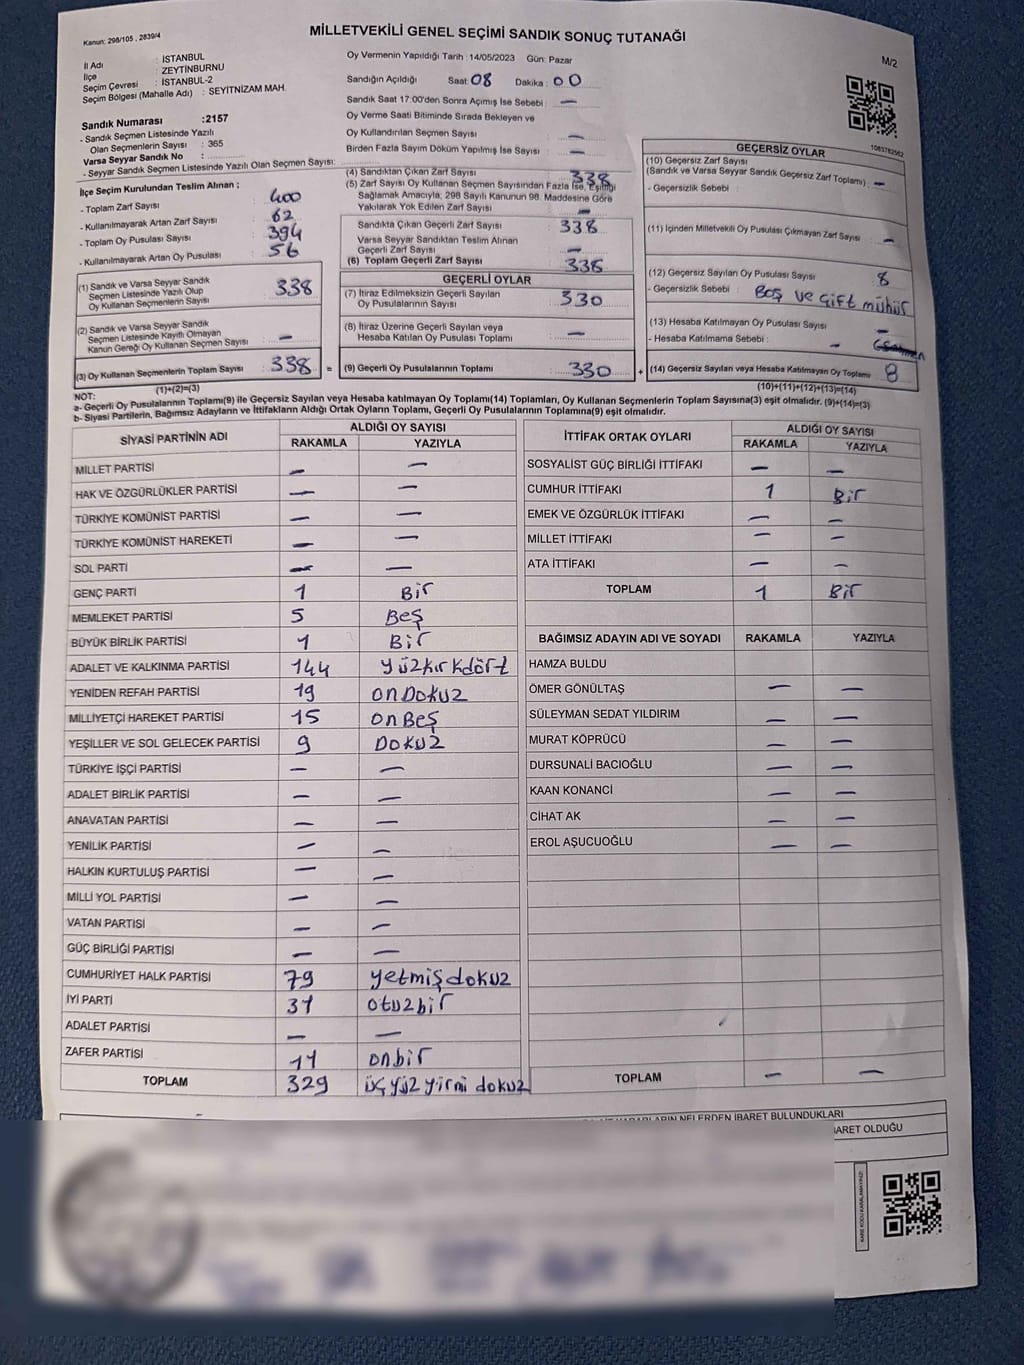 Kanun: 298/105 , 2839/4
MİLLETVEKİLİ GENEL SEÇİMİ SANDIK SONUÇ TUTANAĞI
M/2
İl Adı : İSTANBUL
İlçe : ZEYTİNBURNU
Seçim Çevresi : İSTANBUL-2
Seçim Bölgesi (Mahalle Adı) : SEYİTNİZAM MAH.
Oy Vermenin Yapıldığı Tarih :14/05/2023 Gün: Pazar
Sandığın Açıldığı Saat: 08 Dakika : 00
Sandık Saat 17:00'den Sonra Açımış İse Sebebi : —
Oy Verme Saati Bitiminde Sırada Bekleyen ve
Oy Kullandırılan Seçmen Sayısı : —
Birden Fazla Sayım Döküm Yapılmış İse Sayısı : —
Sandık Numarası :2157
- Sandık Seçmen Listesinde Yazılı
Olan Seçmenlerin Sayısı : 365
Varsa Seyyar Sandık No :
- Seyyar Sandık Seçmen Listesinde Yazılı Olan Seçmen Sayısı:
İlçe Seçim Kurulundan Teslim Alınan ;
- Toplam Zarf Sayısı : 400
- Kullanılmayarak Artan Zarf Sayısı : 62
- Toplam Oy Pusulası Sayısı : 394
- Kullanılmayarak Artan Oy Pusulası : 56
(1) Sandık ve Varsa Seyyar Sandık
Seçmen Listesinde Yazılı Olup
Oy Kullanan Seçmenlerin Sayısı : 338
(2) Sandık ve Varsa Seyyar Sandık
Seçmen Listesinde Kayıtlı Olmayan
Kanun Gereği Oy Kullanan Seçmen Sayısı : —
(3) Oy Kullanan Seçmenlerin Toplam Sayısı : 338 =
(1)+(2)=(3)
(4) Sandıktan Çıkan Zarf Sayısı : 338
(5) Zarf Sayısı Oy Kullanan Seçmen Sayısından Fazla İse, Eşitliği
Sağlamak Amacıyla, 298 Sayılı Kanunun 98. Maddesine Göre
Yakılarak Yok Edilen Zarf Sayısı : —
Sandıkta Çıkan Geçerli Zarf Sayısı : 338
Varsa Seyyar Sandıktan Teslim Alınan
Geçerli Zarf Sayısı : —
(6) Toplam Geçerli Zarf Sayısı : 338
GEÇERLİ OYLAR
(7) İtiraz Edilmeksizin Geçerli Sayılan
Oy Pusulalarının Sayısı : 330
(8) İtiraz Üzerine Geçerli Sayılan veya
Hesaba Katılan Oy Pusulaları Toplamı : —
(9) Geçerli Oy Pusulalarının Toplamı : 330 +
1083782562
GEÇERSİZ OYLAR
(10) Geçersiz Zarf Sayısı
(Sandık ve Varsa Seyyar Sandık Geçersiz Zarf Toplamı) : —
- Geçersizlik Sebebi :
(11) İçinden Milletvekili Oy Pusulası Çıkmayan Zarf Sayısı : —
(12) Geçersiz Sayılan Oy Pusulası Sayısı : 8
- Geçersizlik Sebebi : Boş ve Çift mühür
(13) Hesaba Katılmayan Oy Pusulası Sayısı : —
- Hesaba Katılmama Sebebi : —
(14) Geçersiz Sayılan veya Hesaba Katılmayan Oy Toplamı : 8
(10)+(11)+(12)+(13)=(14)
NOT:
a- Geçerli Oy Pusulalarının Toplamı(9) ile Geçersiz Sayılan veya Hesaba katılmayan Oy Toplamı(14) Toplamları, Oy Kullanan Seçmenlerin Toplam Sayısına(3) eşit olmalıdır. (9)+(14)=(3)
b- Siyasi Partilerin, Bağımsız Adayların ve İttifakların Aldığı Ortak Oyların Toplamı, Geçerli Oy Pusulalarının Toplamına(9) eşit olmalıdır.
SİYASİ PARTİNİN ADI ALDIĞI OY SAYISI
RAKAMLA YAZIYLA
MİLLET PARTİSİ — —
HAK VE ÖZGÜRLÜKLER PARTİSİ — —
TÜRKİYE KOMÜNİST PARTİSİ — —
TÜRKİYE KOMÜNİST HAREKETİ — —
SOL PARTİ — —
GENÇ PARTİ 1 Bir
MEMLEKET PARTİSİ 5 Beş
BÜYÜK BİRLİK PARTİSİ 1 Bir
ADALET VE KALKINMA PARTİSİ 144 yüzkırkdört
YENİDEN REFAH PARTİSİ 19 onDokuz
MİLLİYETÇİ HAREKET PARTİSİ 15 onBeş
YEŞİLLER VE SOL GELECEK PARTİSİ 9 Dokuz
TÜRKİYE İŞÇİ PARTİSİ — —
ADALET BİRLİK PARTİSİ — —
ANAVATAN PARTİSİ — —
YENİLİK PARTİSİ — —
HALKIN KURTULUŞ PARTİSİ — —
MİLLİ YOL PARTİSİ — —
VATAN PARTİSİ — —
GÜÇ BİRLİĞİ PARTİSİ — —
CUMHURİYET HALK PARTİSİ 79 yetmişdokuz
İYİ PARTİ 31 otuzbir
ADALET PARTİSİ — —
ZAFER PARTİSİ 11 onbir
TOPLAM 329 üçyüz yirmi dokuz
İTTİFAK ORTAK OYLARI ALDIĞI OY SAYISI
RAKAMLA YAZIYLA
SOSYALİST GÜÇ BİRLİĞİ İTTİFAKI — —
CUMHUR İTTİFAKI 1 Bir
EMEK VE ÖZGÜRLÜK İTTİFAKI — —
MİLLET İTTİFAKI — —
ATA İTTİFAKI — —
TOPLAM 1 Bir
BAĞIMSIZ ADAYIN ADI VE SOYADI RAKAMLA YAZIYLA
HAMZA BULDU
ÖMER GÖNÜLTAŞ — —
SÜLEYMAN SEDAT YILDIRIM — —
MURAT KÖPRÜCÜ — —
DURSUNALİ BACIOĞLU — —
KAAN KONANCİ — —
CİHAT AK — —
EROL AŞUCUOĞLU — —
TOPLAM — —
NELERDEN İBARET BULUNDUKLARI
İBARET OLDUĞU